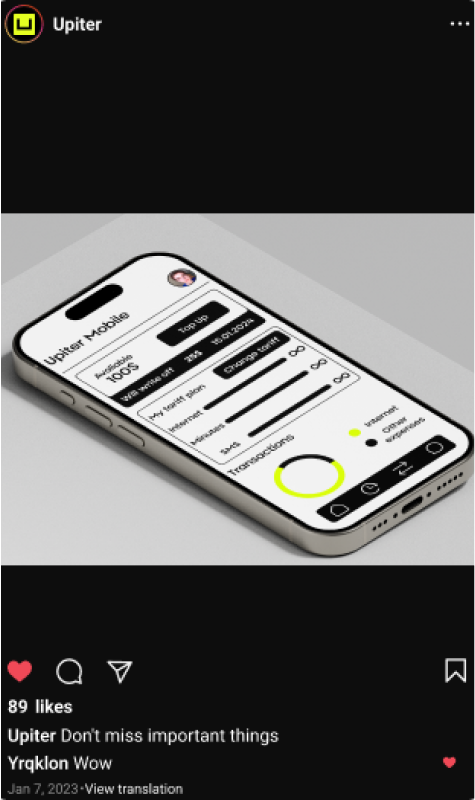 Upiter
Upiter Mobile
Available
100$
Top Up
Will write off 25$ 15.01.2024
My tariff plan
Change tariff
Internet
Minutes
SMS
Transactions
Internet
Other
expenses
89 likes
Upiter Don't miss important things
Yrqklon Wow
Jan 7, 2023•View translation